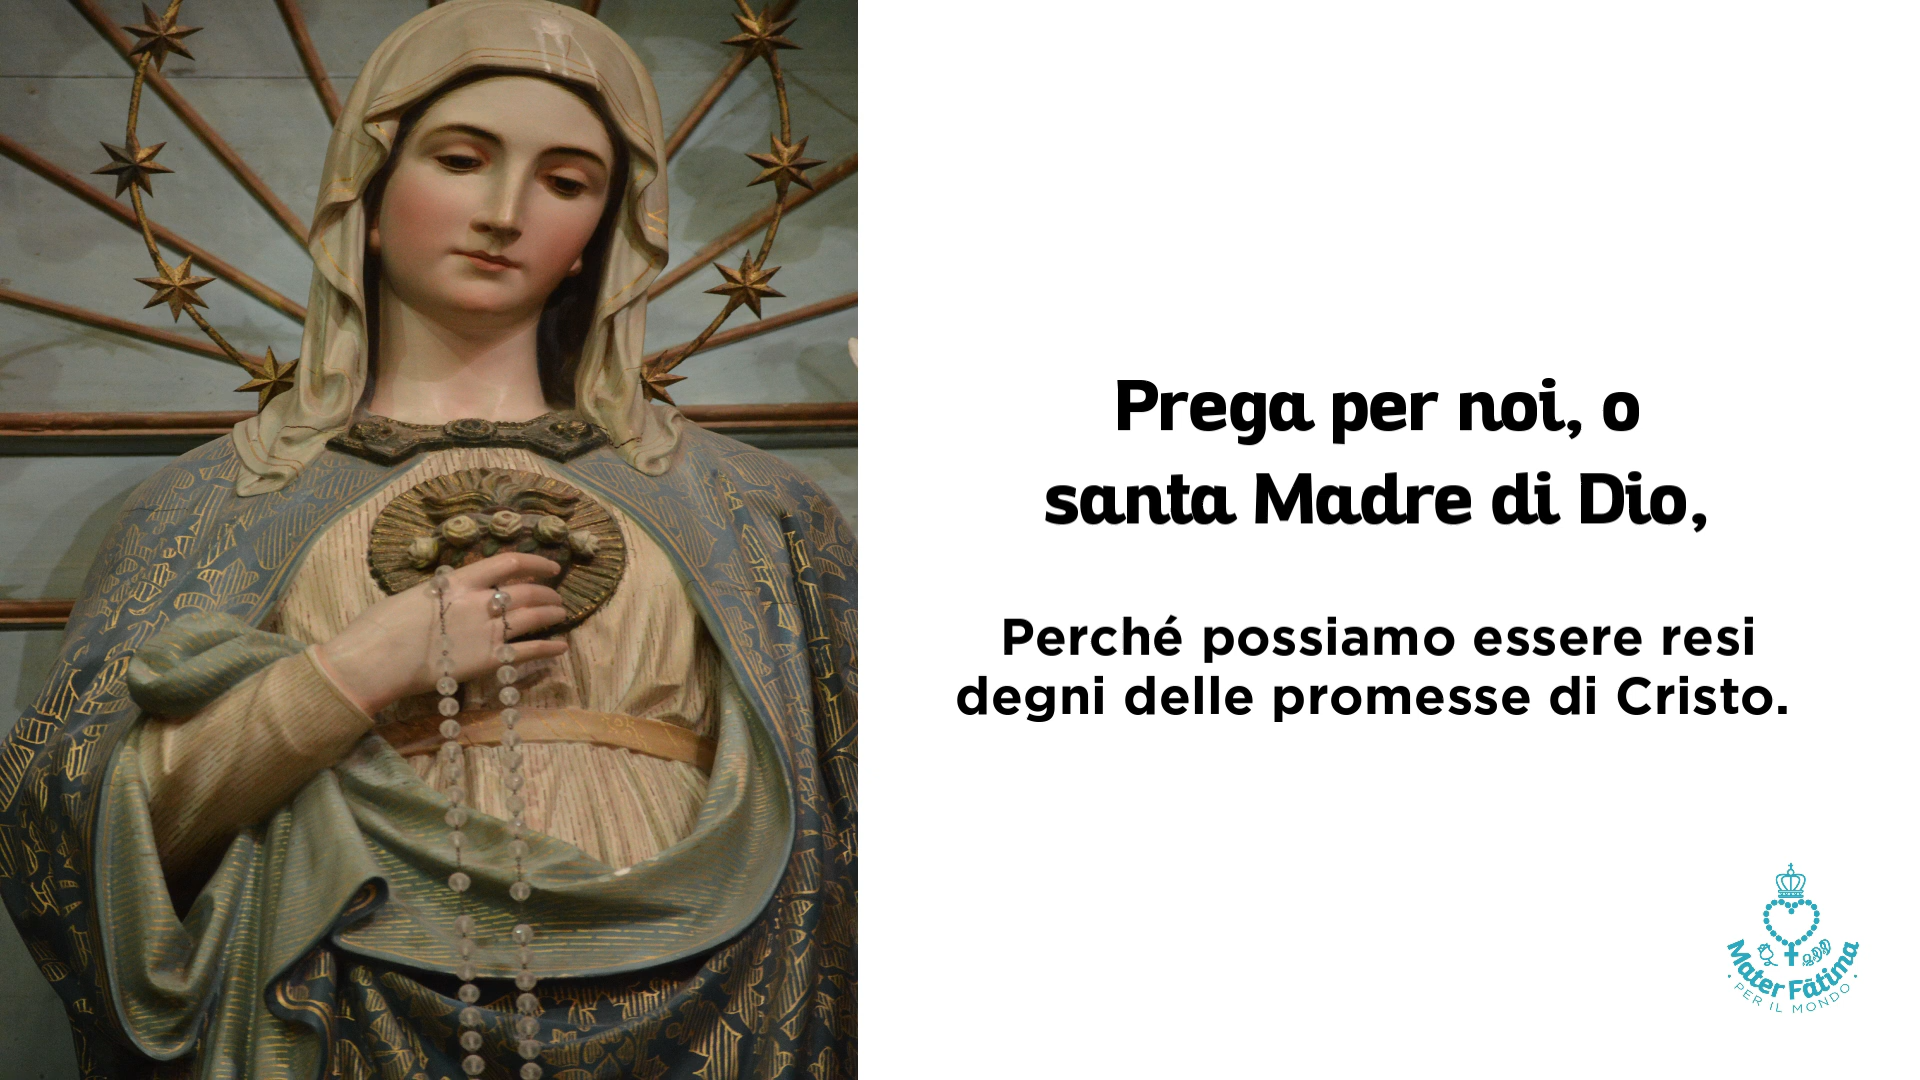 Prega per noi, o
santa Madre di Dio,
Perché possiamo essere resi
degni delle promesse di Cristo.
Mater Fátima
· PER IL MONDO ·